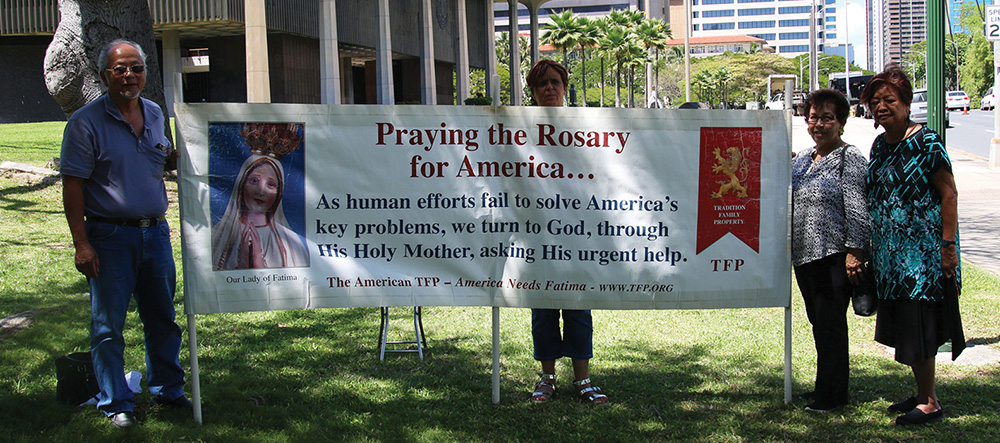 Praying the Rosary
for America...
As human efforts fail to solve America's
key problems, we turn to God, through
His Holy Mother, asking His urgent help.
Our Lady of Fatima
The American TFP – America Needs Fatima - WWW.TFP.ORG
TRADITION
FAMILY
PROPERTY
TFP